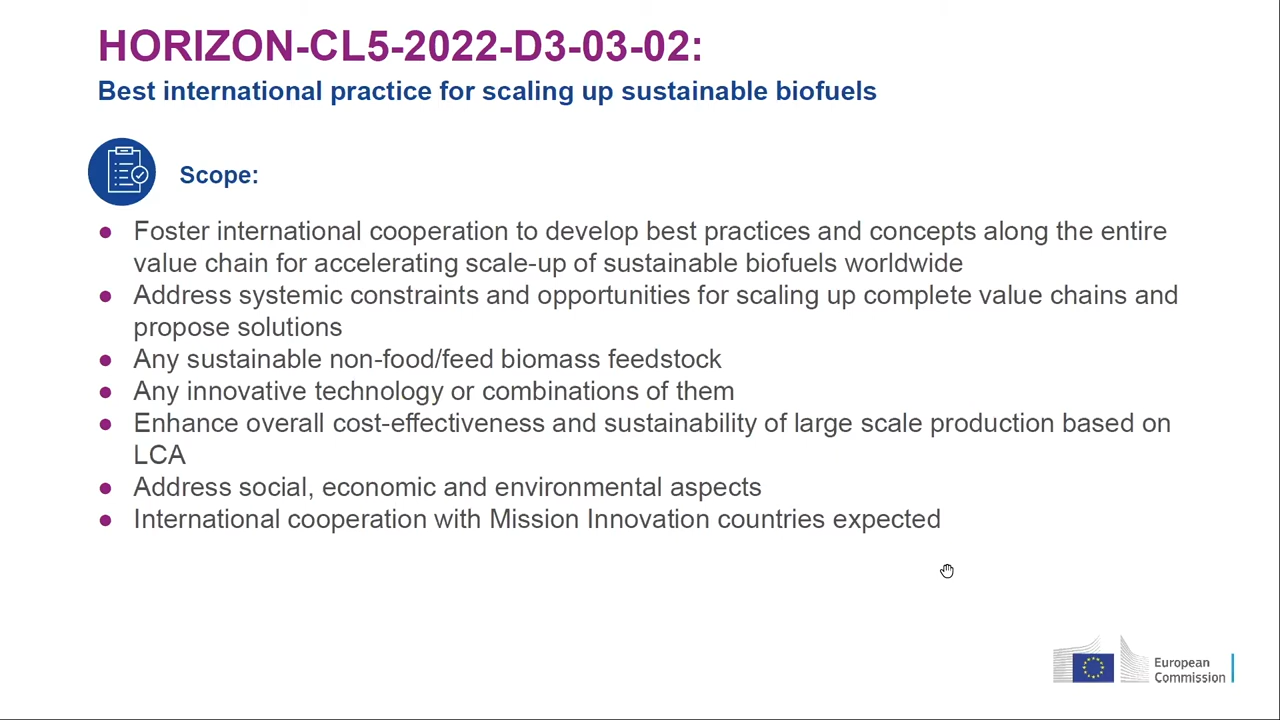 HORIZON-CL5-2022-D3-03-02:
Best international practice for scaling up sustainable biofuels
Scope:
● Foster international cooperation to develop best practices and concepts along the entire
value chain for accelerating scale-up of sustainable biofuels worldwide
● Address systemic constraints and opportunities for scaling up complete value chains and
propose solutions
● Any sustainable non-food/feed biomass feedstock
● Any innovative technology or combinations of them
● Enhance overall cost-effectiveness and sustainability of large scale production based on
LCA
● Address social, economic and environmental aspects
● International cooperation with Mission Innovation countries expected
European
Commission